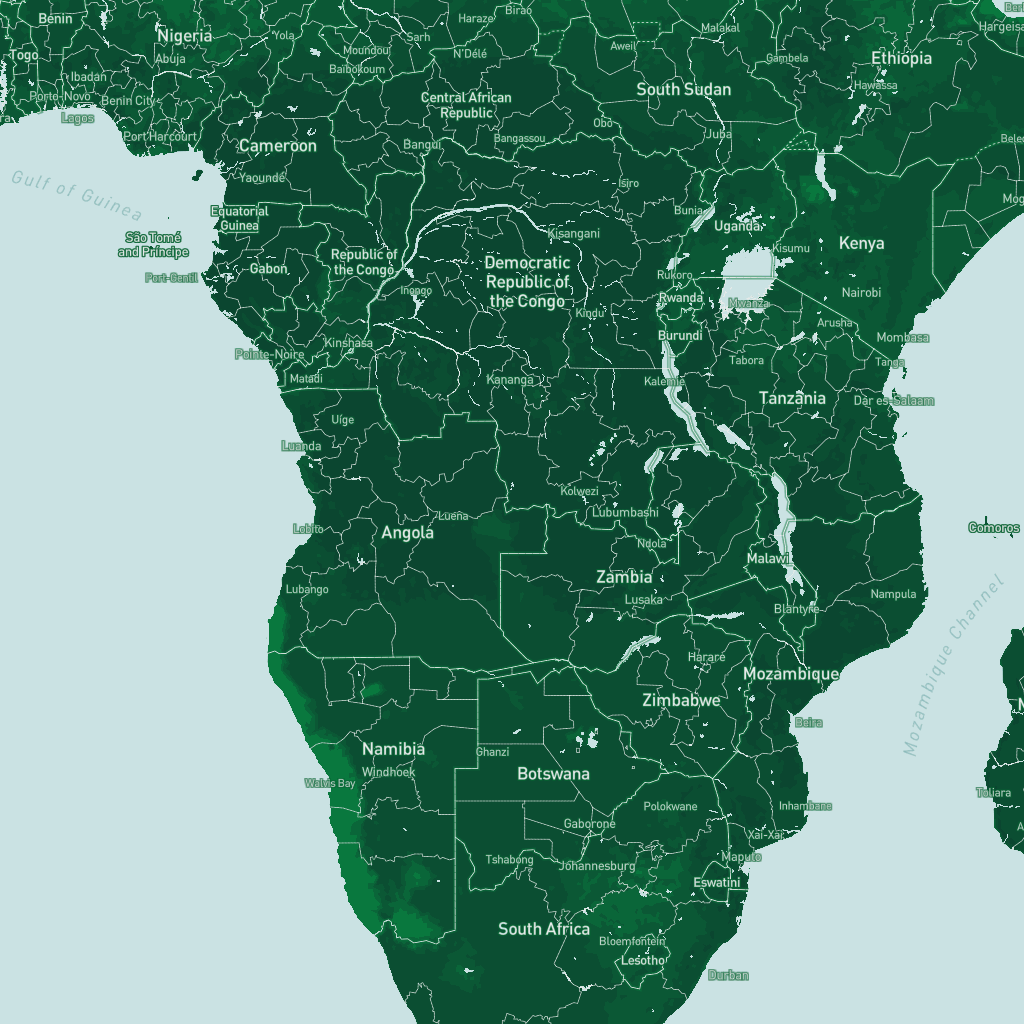 Birao
Haraze
Benin
Nigeria
Yola
Sarh
Malakal
Hargeisa
Togo
Abuja
Moundou
N'Délé
Aweil
Gambela
Ethiopia
Ibadan
Baïbokoum
South Sudan
Hawassa
Porto-Novo
Benin City
Central African
Republic
Lagos
Obo
Port Harcourt
Cameroon
Bangui
Bangassou
Juba
Yaoundé
Isiro
Gulf of Guinea
Equatorial
Guinea
Bunia
Uganda
São Tomé
and Príncipe
Kisangani
Kenya
Republic of
the Congo
Democratic
Republic of
the Congo
Kisumu
Gabon
Port-Gentil
Rukoro
Inongo
Rwanda
Nairobi
Mwanza
Kindu
Arusha
Kinshasa
Burundi
Mombasa
Pointe-Noire
Tabora
Tanga
Matadi
Kananga
Kalemie
Tanzania
Dar es-Salaam
Uíge
Luanda
Kolwezi
Lueña
Lubumbashi
Lobito
Angola
Comoros
Ndola
Malawi
Zambia
Lubango
Lusaka
Nampula
Blantyre
Mozambique Channel
Harare
Mozambique
Zimbabwe
Beira
Namibia
Ghanzi
Windhoek
Botswana
Walvis Bay
Toliara
Polokwane
Inhambane
Gaborone
Xai-Xai
Tshabong
Johannesburg
Maputo
Eswatini
South Africa
Bloemfontein
Lesotho
Durban